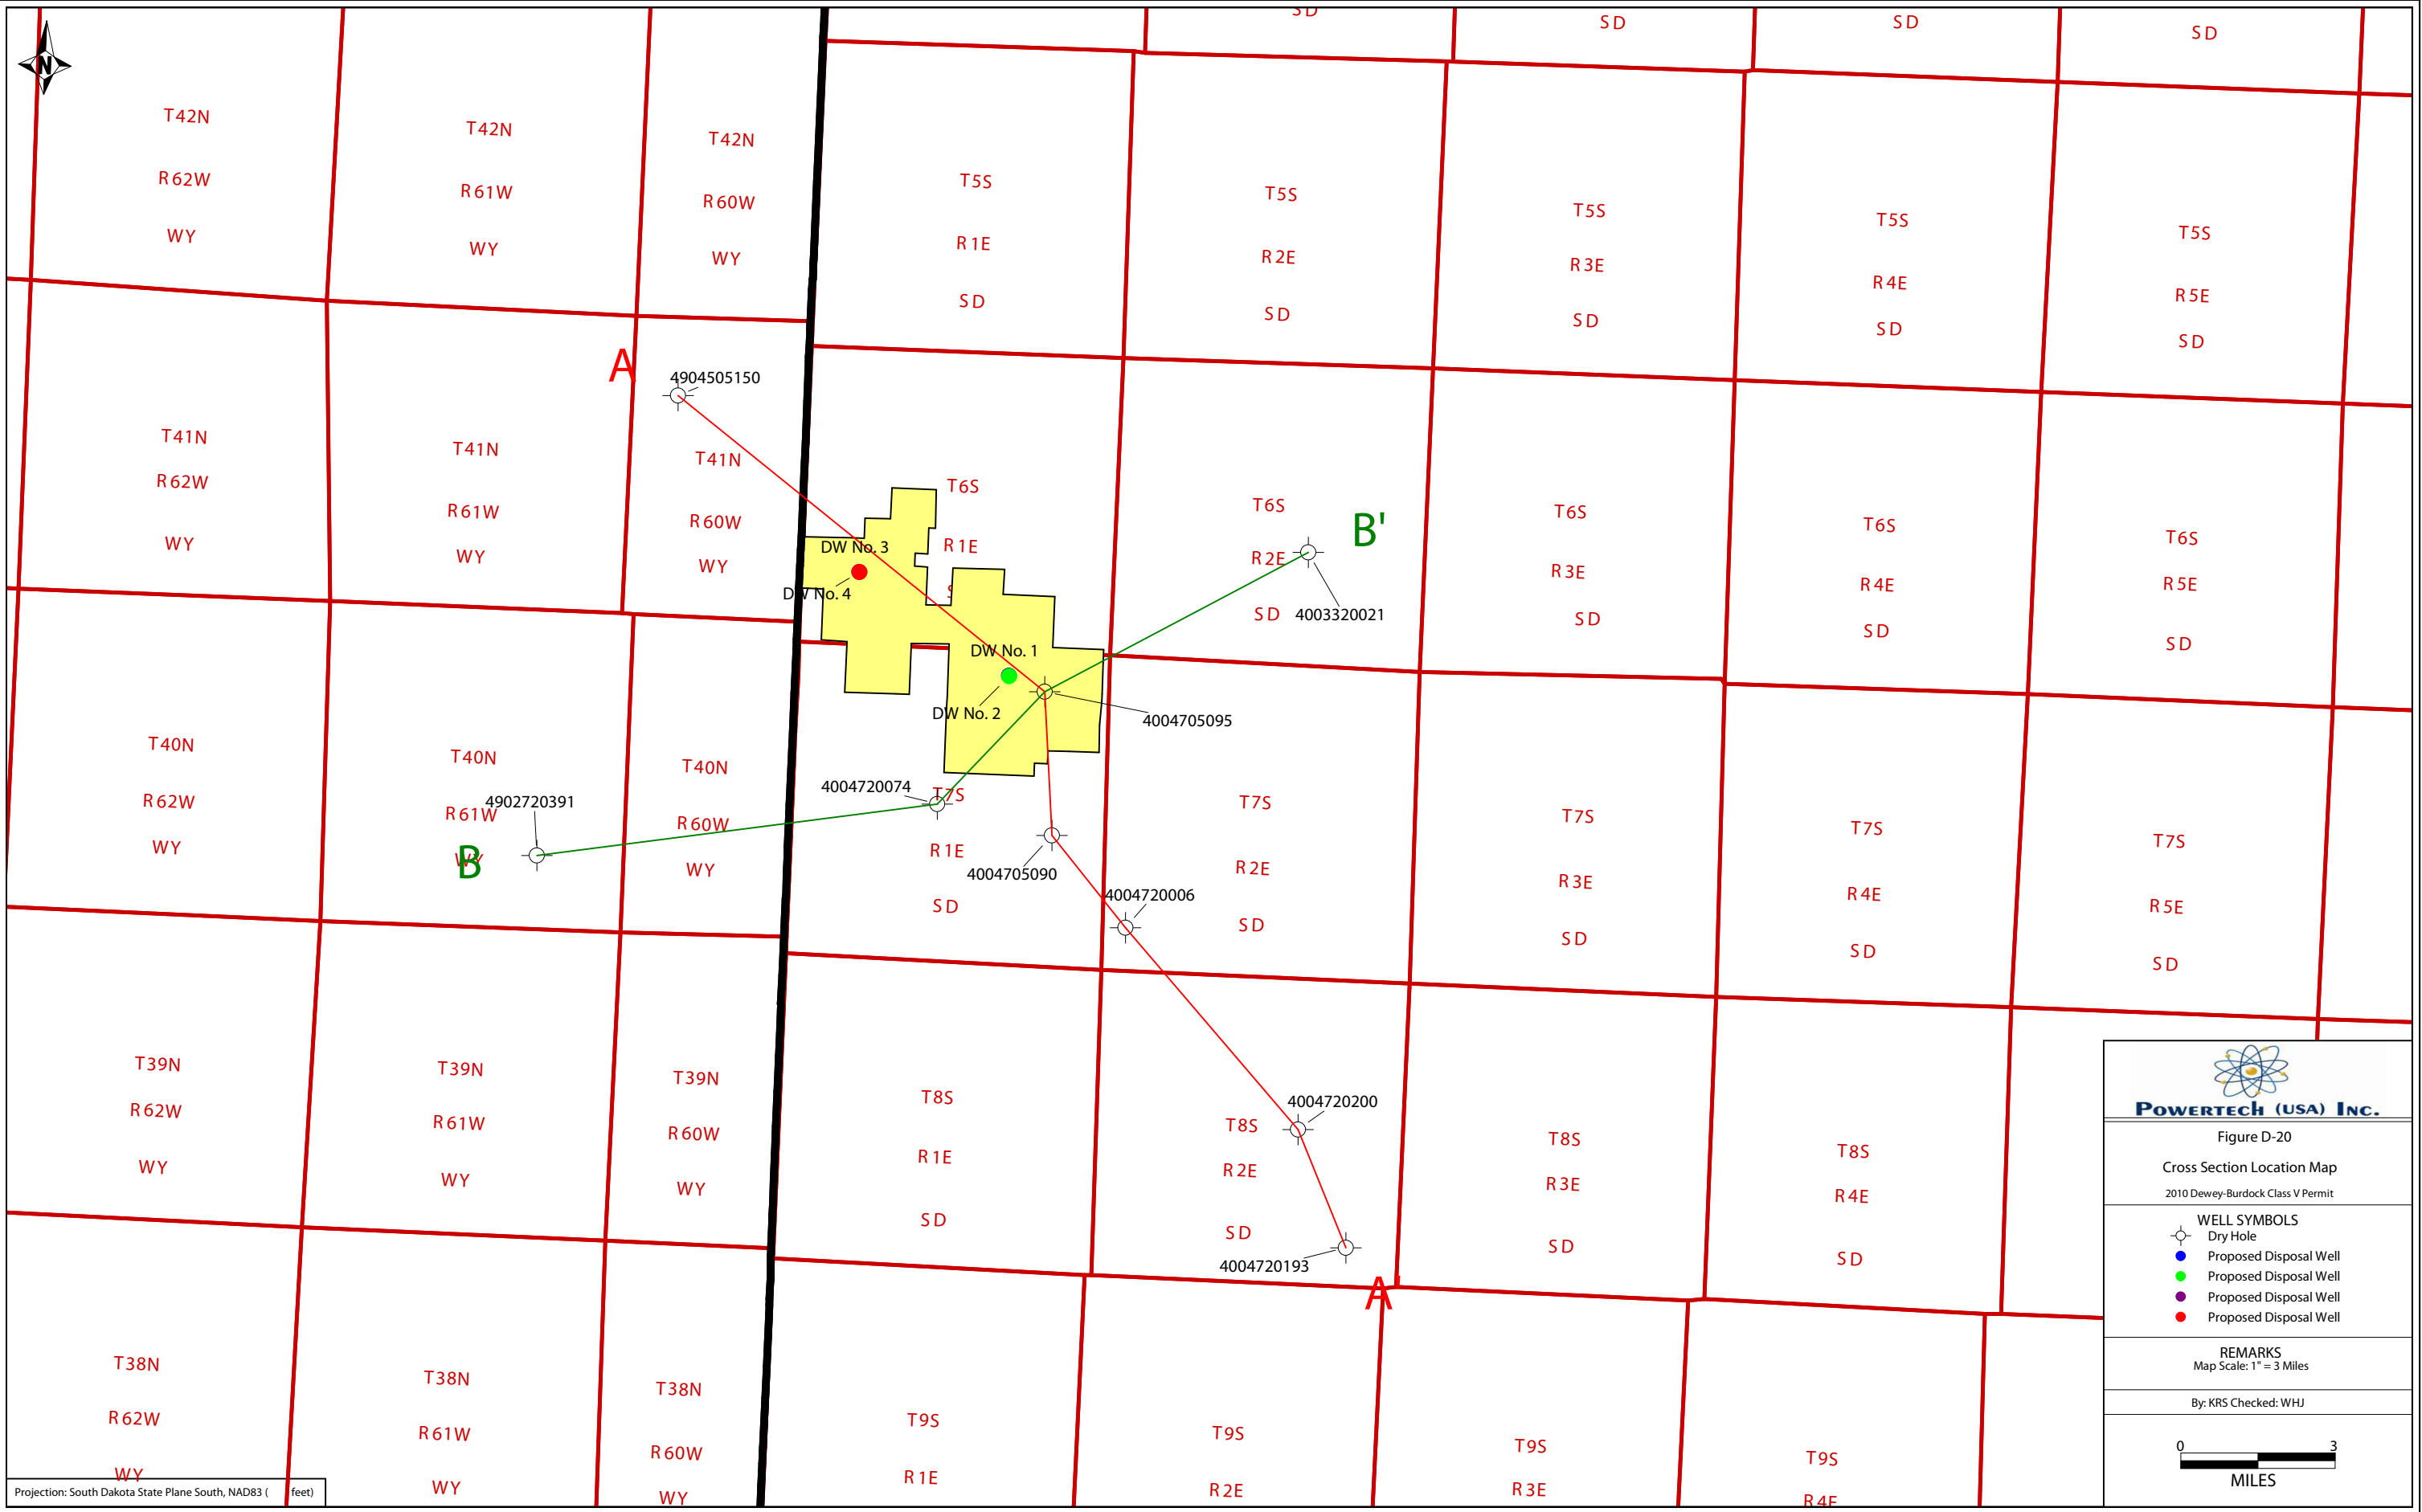 SD
SD
SD
SD
N
T42N
R62W
WY
T42N
R61W
WY
T42N
R60W
WY
T5S
R1E
SD
T5S
R2E
SD
T5S
R3E
SD
T5S
R4E
SD
T5S
R5E
SD
A
4904505150
T41N
R62W
WY
T41N
R61W
WY
T41N
R60W
WY
T6S
R1E
S
DW No. 3
DW No. 4
T6S
R2E
SD
B'
4003320021
T6S
R3E
SD
T6S
R4E
SD
T6S
R5E
SD
DW No. 1
DW No. 2
4004705095
T40N
R62W
WY
T40N
R61W
WY
4902720391
B
T40N
R60W
WY
4004720074
T7S
R1E
SD
4004705090
4004720006
T7S
R2E
SD
T7S
R3E
SD
T7S
R4E
SD
T7S
R5E
SD
T39N
R62W
WY
T39N
R61W
WY
T39N
R60W
WY
T8S
R1E
SD
T8S
R2E
SD
4004720200
4004720193
A'
T8S
R3E
SD
T8S
R4E
SD
T38N
R62W
WY
T38N
R61W
WY
T38N
R60W
WY
T9S
R1E
T9S
R2E
T9S
R3E
T9S
R4E
Projection: South Dakota State Plane South, NAD83 ( feet)
POWERTECH (USA) INC.
Figure D-20
Cross Section Location Map
2010 Dewey-Burdock Class V Permit
WELL SYMBOLS
Dry Hole
Proposed Disposal Well
Proposed Disposal Well
Proposed Disposal Well
Proposed Disposal Well
REMARKS
Map Scale: 1" = 3 Miles
By: KRS Checked: WHJ
0 3
MILES